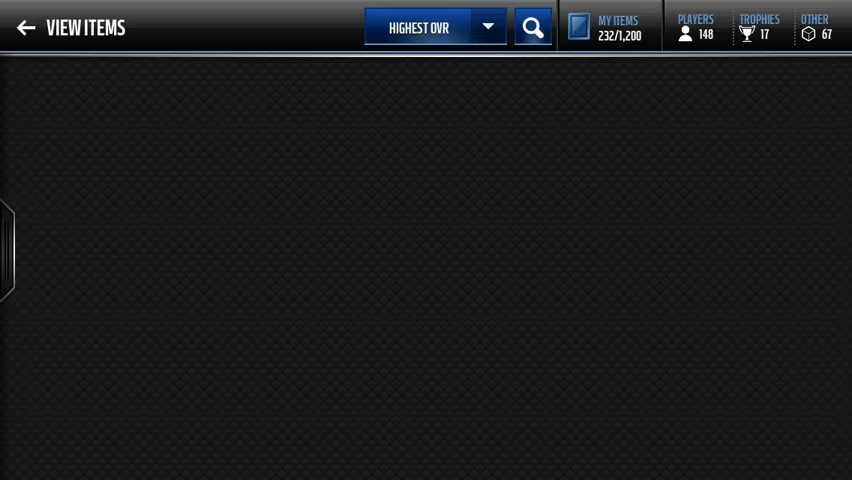 VIEW ITEMS
HIGHEST OVR
MY ITEMS
232/1,200
PLAYERS
148
TROPHIES
17
OTHER
67